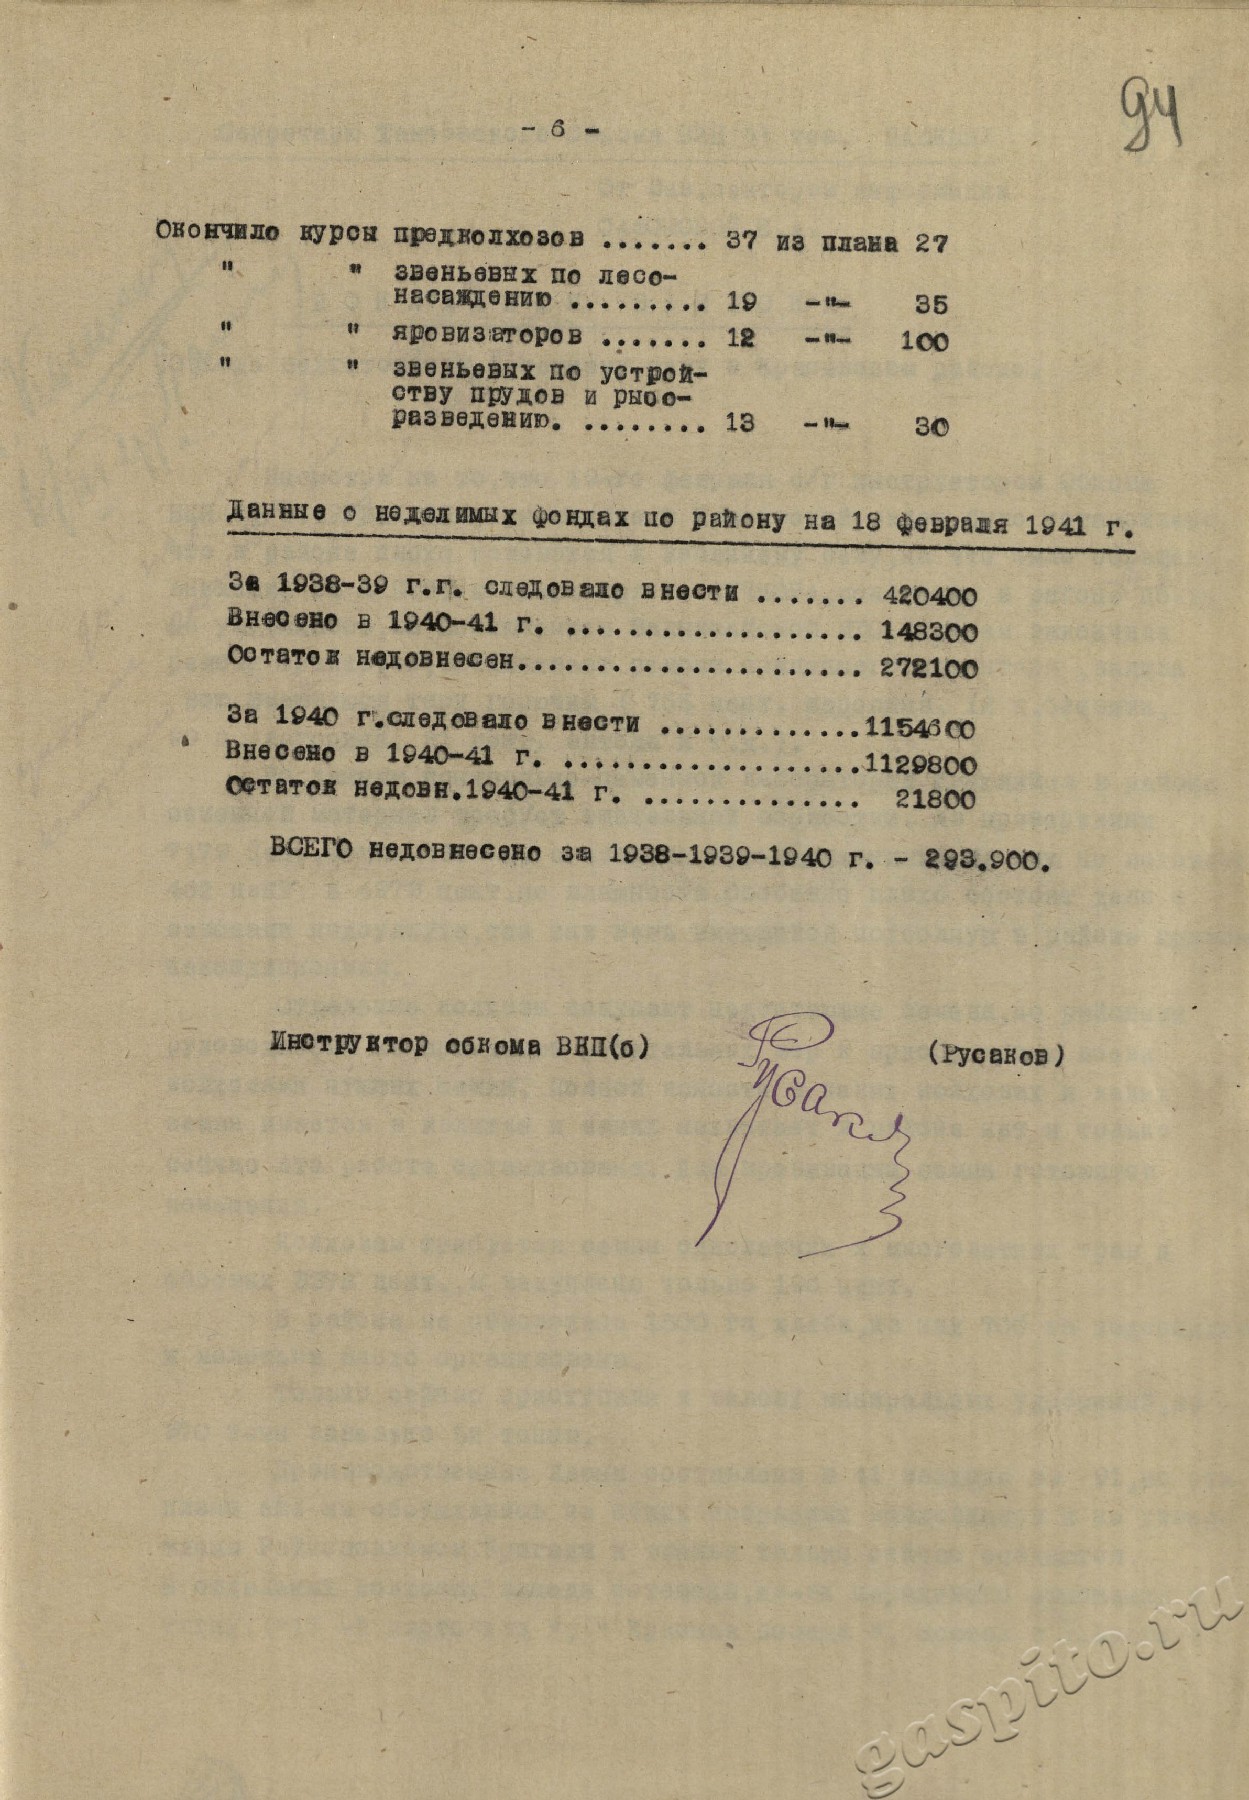 94
- 6 -
Окончило курсы предколхозов ....... 37 из плана 27
" " звеньевых по лесо-
насаждению ......... 19 -"- 35
" " яровизаторов ....... 12 -"- 100
" " звеньевых по устрой-
ству прудов и рыбо-
разведению. ........ 13 -"- 30
Данные о неделимых фондах по району на 18 февраля 1941 г.
За 1938-39 г.г. следовало внести ....... 420400
Внесено в 1940-41 г. ................... 148300
Остаток недовнесен...................... 272100
За 1940 г.следовало внести .............1154600
Внесено в 1940-41 г. ...................1129800
Остаток недовн.1940-41 г. .............. 21800
ВСЕГО недовнесено за 1938-1939-1940 г. - 293.900.
Инструктор обкома ВКП(б) (Русаков)
Русаков
gaspito.ru